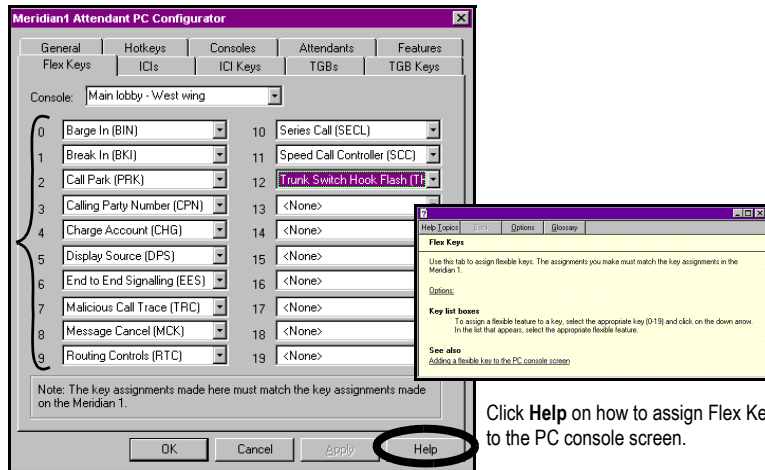 Meridian1 Attendant PC Configurator
General Hotkeys Consoles Attendants Features
Flex Keys ICIs ICI Keys TGBs TGB Keys
Console: Main lobby - West wing
0 Barge In (BIN)
1 Break In (BKI)
2 Call Park (PRK)
3 Calling Party Number (CPN)
4 Charge Account (CHG)
5 Display Source (DPS)
6 End to End Signalling (EES)
7 Malicious Call Trace (TRC)
8 Message Cancel (MCK)
9 Routing Controls (RTC)
10 Series Call (SECL)
11 Speed Call Controller (SCC)
12 Trunk Switch Hook Flash (TH
13 <None>
14 <None>
15 <None>
16 <None>
17 <None>
18 <None>
19 <None>
Note: The key assignments made here must match the key assignments made
on the Meridian 1.
OK Cancel Apply Help
?
Help Topics Back Options Glossary
Flex Keys
Use this tab to assign flexible keys. The assignments you make must match the key assignments in the
Meridian 1.
Options:
Key list boxes
To assign a flexible feature to a key, select the appropriate key (0-19) and click on the down arrow.
In the list that appears, select the appropriate flexible feature.
See also
Adding a flexible key to the PC console screen
Click Help on how to assign Flex Ke
to the PC console screen.